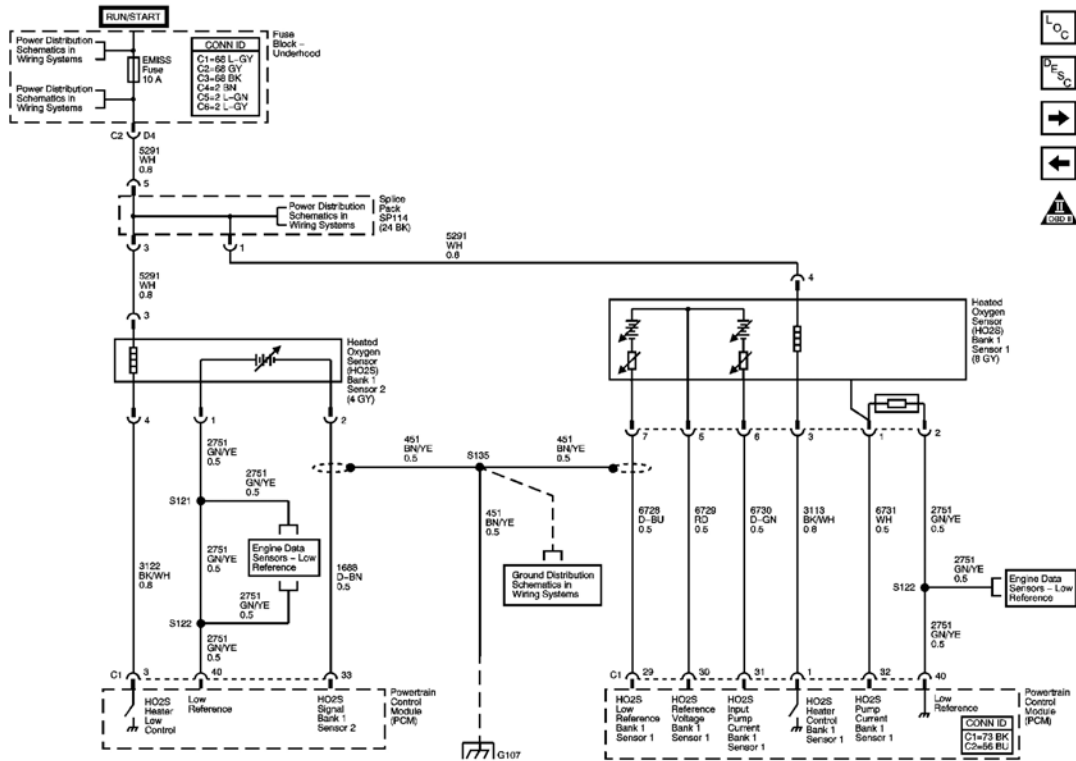 RUN/START
Power Distribution
Schematics in
Wiring Systems
EMISS
Fuse
10 A
Power Distribution
Schematics in
Wiring Systems
CONN ID
C1=68 L-GY
C2=68 GY
C3=68 BK
C4=2 BN
C5=2 L-GN
C6=2 L-GY
Fuse
Block –
Underhood
LOC
DESC
II
OBD II
C2 D4
5291
WH
0.8
5
Power Distribution
Schematics in
Wiring Systems
Splice
Pack
SP114
(24 BK)
3
1
5291
WH
0.8
5291
WH
0.8
4
3
Heated
Oxygen
Sensor
(HO2S)
Bank 1
Sensor 2
(4 GY)
Heated
Oxygen
Sensor
(HO2S)
Bank 1
Sensor 1
(8 GY)
4
1
2
7
5
6
3
1
2
2751
GN/YE
0.5
451
BN/YE
0.5
S135
451
BN/YE
0.5
2751
GN/YE
0.5
S121
451
BN/YE
0.5
6728
D-BU
0.5
6729
RD
0.5
6730
D-GN
0.5
3113
BK/WH
0.8
6731
WH
0.5
2751
GN/YE
0.5
3122
BK/WH
0.8
2751
GN/YE
0.5
Engine Data
Sensors – Low
Reference
1688
D-BN
0.5
Ground Distribution
Schematics in
Wiring Systems
2751
GN/YE
0.5
S122
Engine Data
Sensors – Low
Reference
2751
GN/YE
0.5
S122
2751
GN/YE
0.5
2751
GN/YE
0.5
C1 3
40
33
C1 29
30
31
1
32
40
HO2S
Heater
Low
Control
Low
Reference
HO2S
Signal
Bank 1
Sensor 2
Powertrain
Control
Module
(PCM)
G107
HO2S
Low
Reference
Bank 1
Sensor 1
HO2S
Reference
Voltage
Bank 1
Sensor 1
HO2S
Input
Pump
Current
Bank 1
Sensor 1
HO2S
Heater
Control
Bank 1
Sensor 1
HO2S
Pump
Current
Bank 1
Sensor 1
Low
Reference
CONN ID
C1=73 BK
C2=56 BU
Powertrain
Control
Module
(PCM)